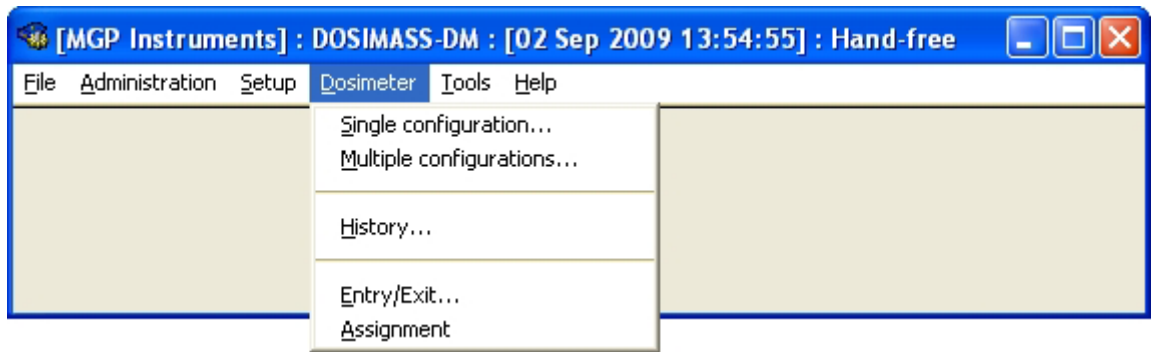 [MGP Instruments] : DOSIMASS-DM : [02 Sep 2009 13:54:55] : Hand-free
File Administration Setup Dosimeter Tools Help
Single configuration...
Multiple configurations...
History...
Entry/Exit...
Assignment